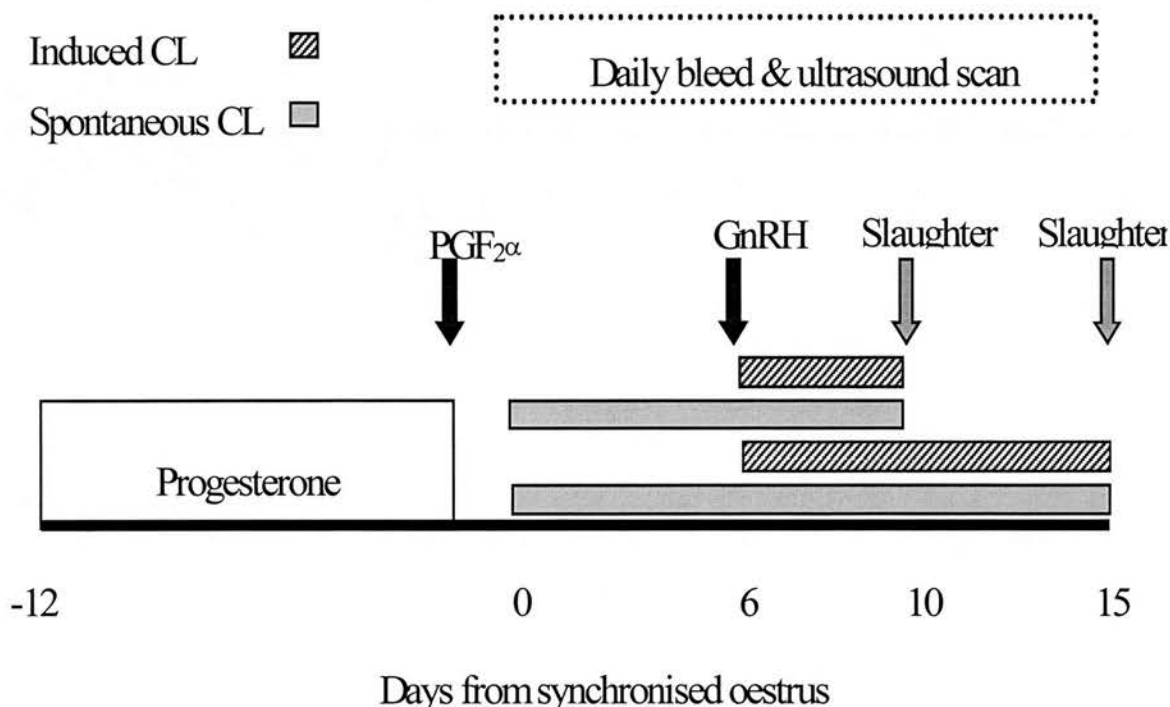 Induced CL
Daily bleed & ultrasound scan
Spontaneous CL
PGF₂α
GnRH
Slaughter
Slaughter
Progesterone
-12
0
6
10
15
Days from synchronised oestrus